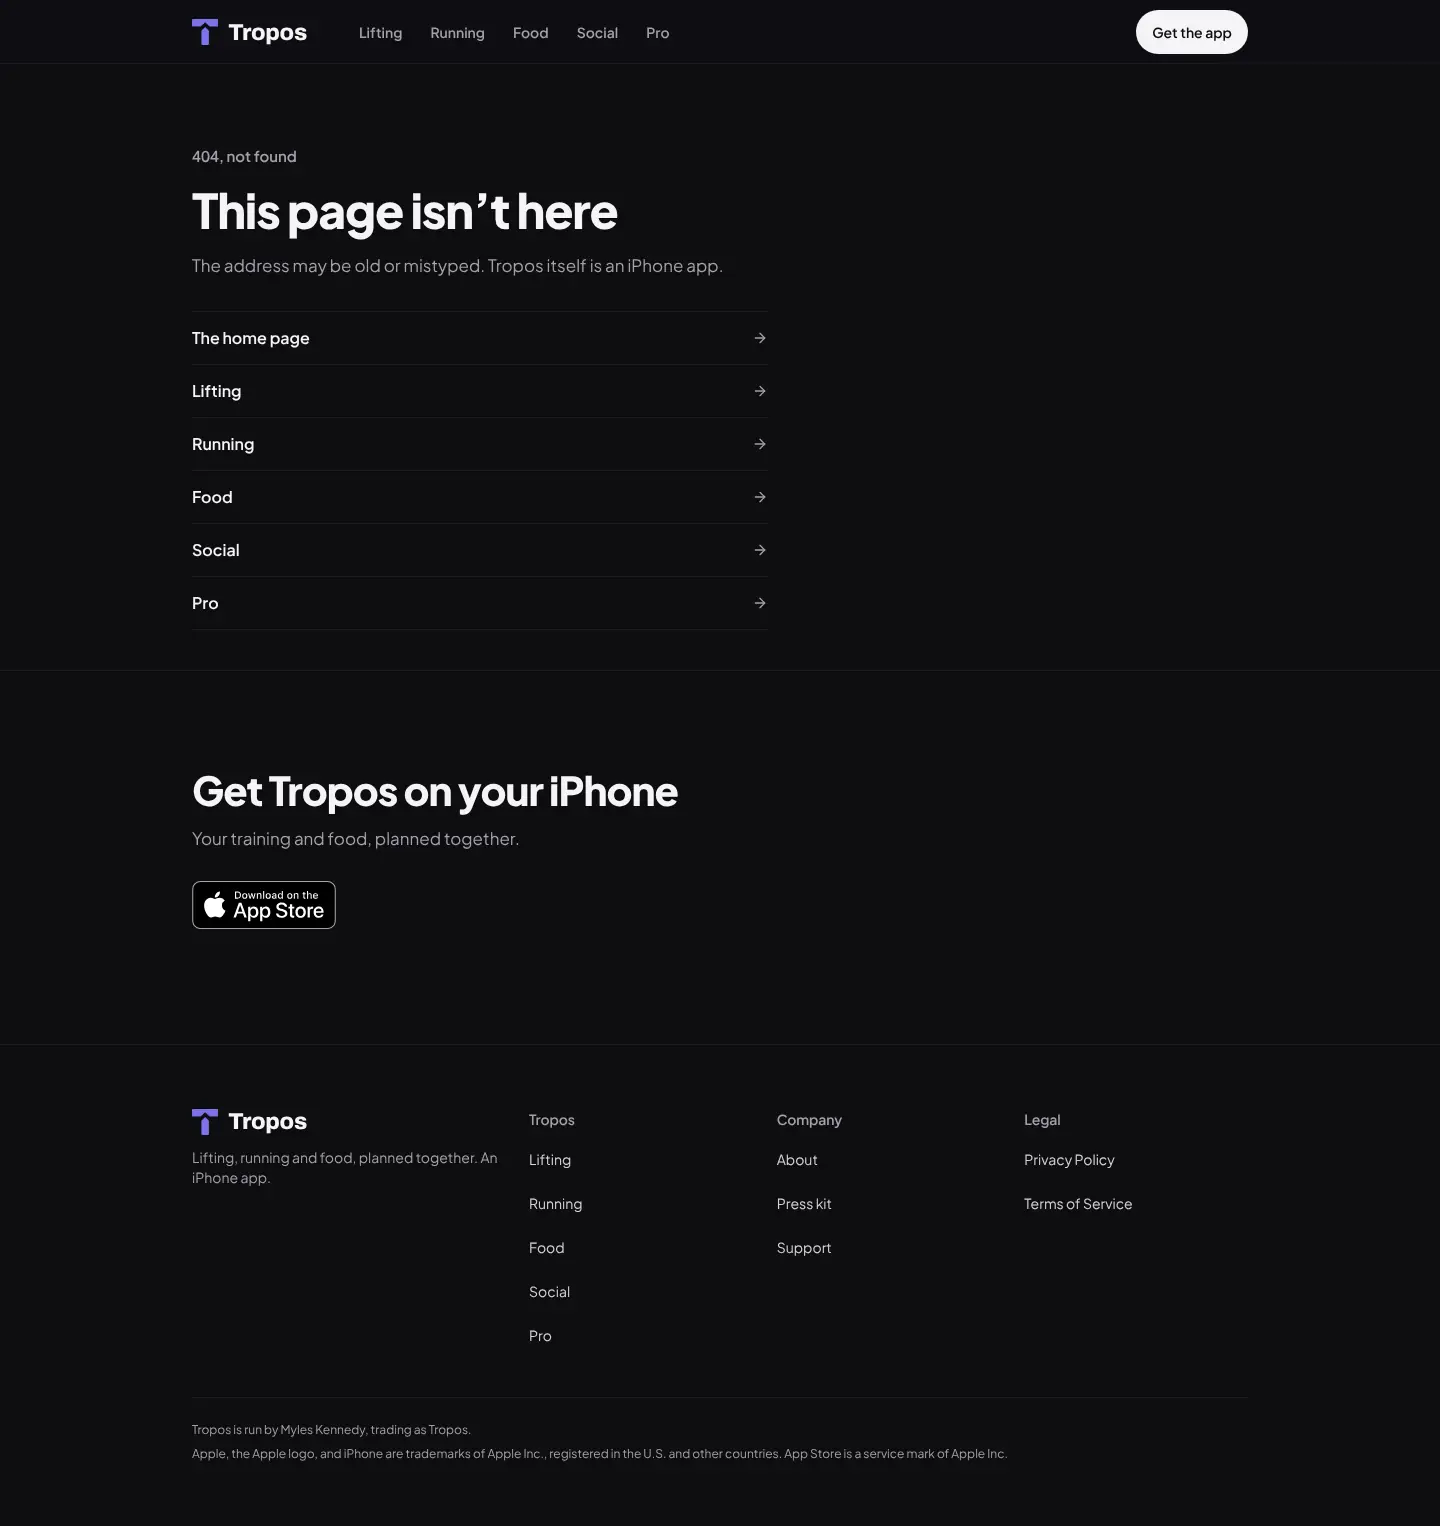 Tropos
Lifting
Running
Food
Social
Pro
Get the app
404, not found
This page isn’t here
The address may be old or mistyped. Tropos itself is an iPhone app.
The home page
Lifting
Running
Food
Social
Pro
Get Tropos on your iPhone
Your training and food, planned together.
Download on the
App Store
Tropos
Lifting, running and food, planned together. An
iPhone app.
Tropos
Lifting
Running
Food
Social
Pro
Company
About
Press kit
Support
Legal
Privacy Policy
Terms of Service
Tropos is run by Myles Kennedy, trading as Tropos.
Apple, the Apple logo, and iPhone are trademarks of Apple Inc., registered in the U.S. and other countries. App Store is a service mark of Apple Inc.